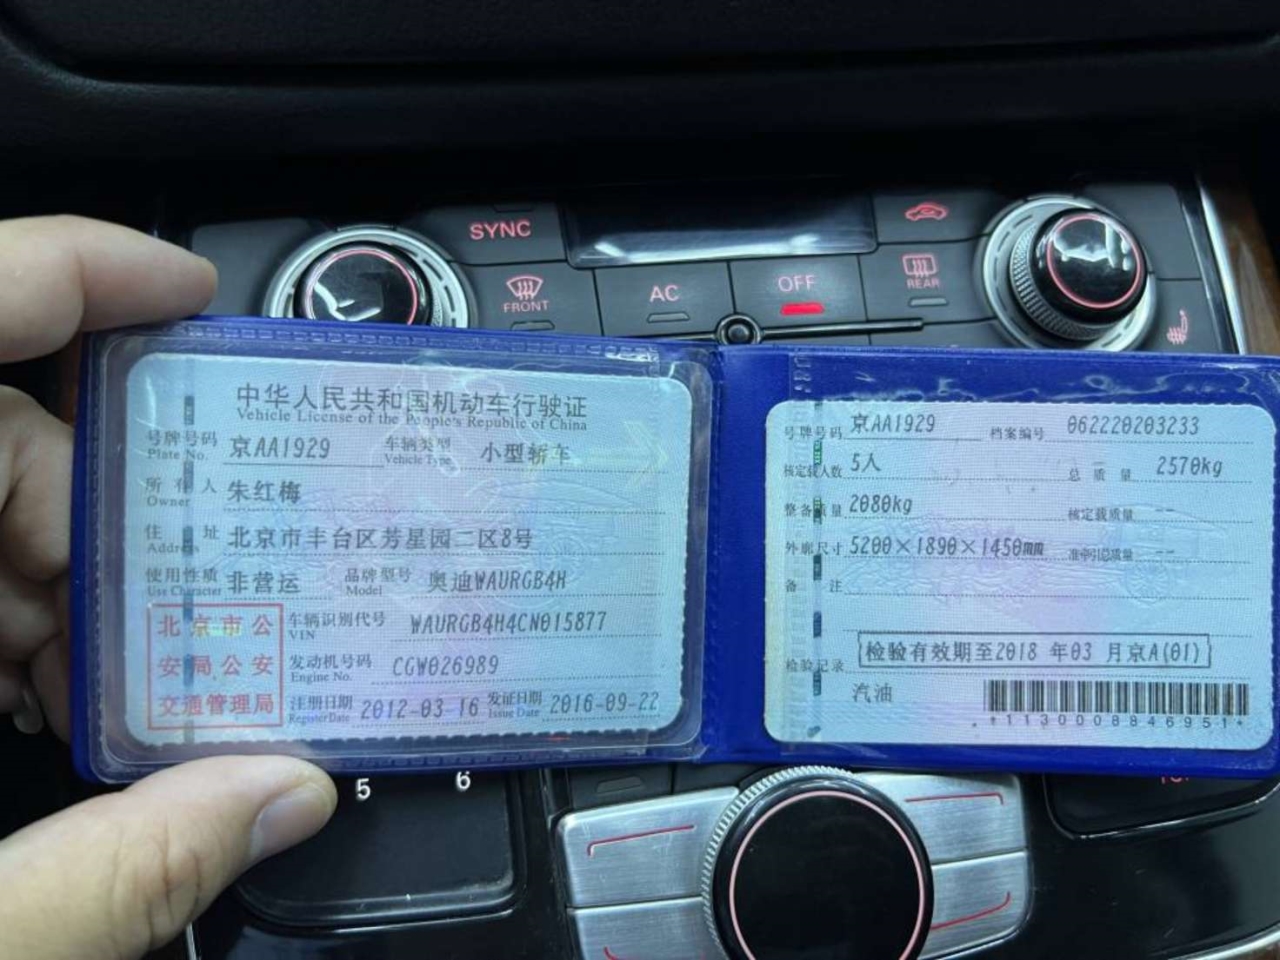 SYNC
FRONT
AC
OFF
REAR
中华人民共和国机动车行驶证
Vehicle License of the People's Republic of China
号牌号码 京AA1929 车辆类型 小型轿车
Plate No. Vehicle Type
所有人 朱红梅
Owner
住址 北京市丰台区芳星园二区8号
Address
使用性质 非营运 品牌型号 奥迪WAURGB4H
Use Character Model
北京市公
安局公安
交通管理局
车辆识别代号 WAURGB4H4CN015877
VIN
发动机号码 CGW026989
Engine No.
注册日期 2012-03-16 发证日期 2016-09-22
Register Date Issue Date
号牌号码 京AA1929 档案编号 062220203233
核定载人数 5人 总质量 2570kg
整备质量 2080kg 核定载质量 --
外廓尺寸 5200×1890×1450mm 准牵引总质量 --
备注
检验记录 检验有效期至2018年03月京A(01)
汽油
*1130008846951*
5 6